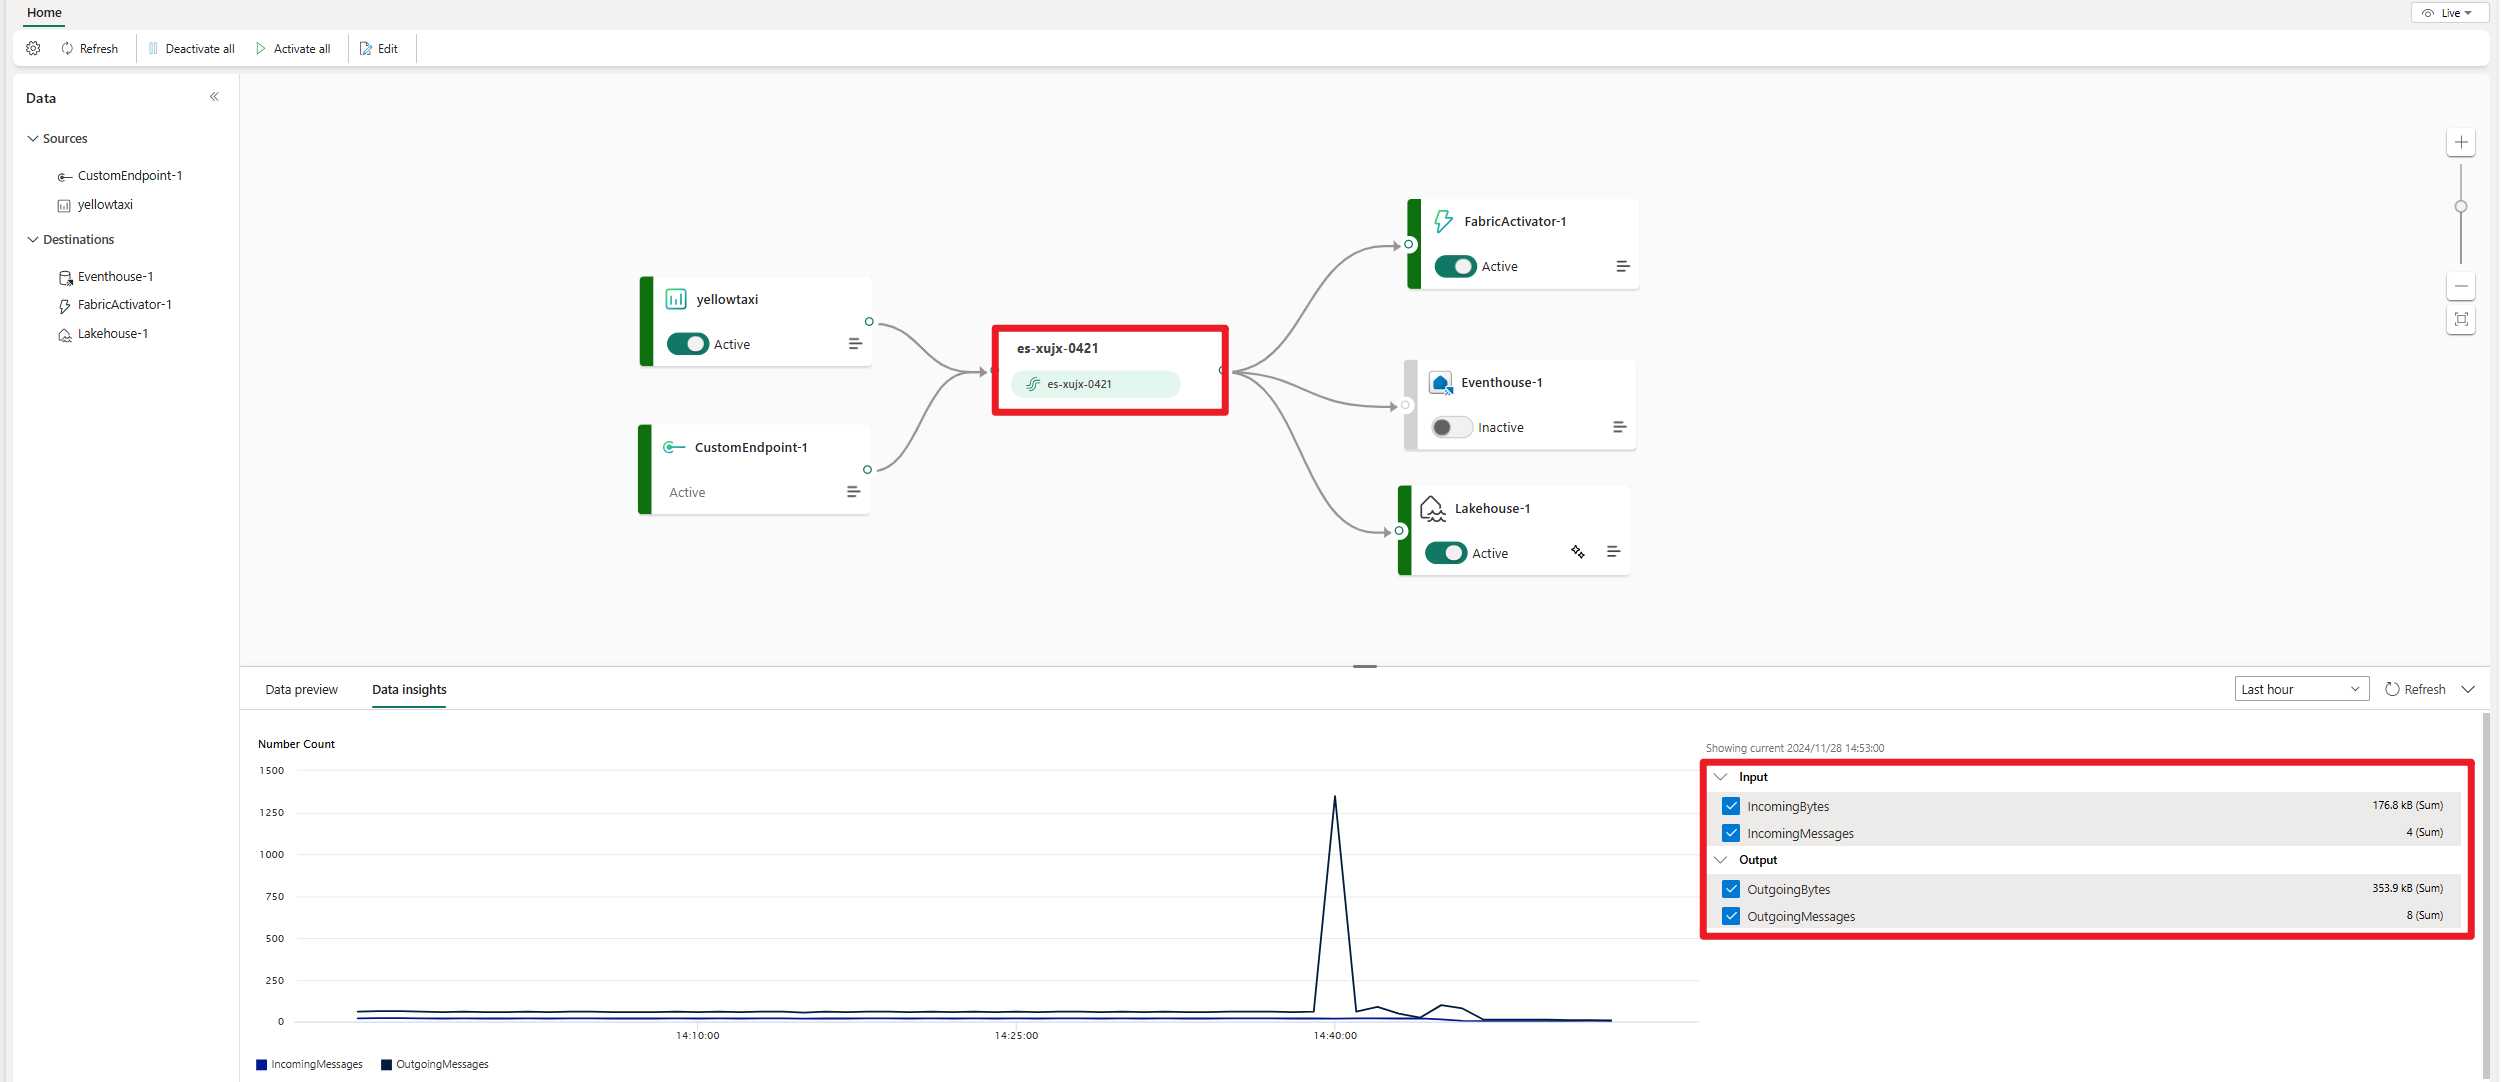 Home
Live
Refresh
Deactivate all
Activate all
Edit
Data
Sources
CustomEndpoint-1
yellowtaxi
Destinations
Eventhouse-1
FabricActivator-1
Lakehouse-1
yellowtaxi
Active
CustomEndpoint-1
Active
es-xujx-0421
es-xujx-0421
FabricActivator-1
Active
Eventhouse-1
Inactive
Lakehouse-1
Active
Data preview
Data insights
Last hour
Refresh
Number Count
1500
1250
1000
750
500
250
0
14:10:00
14:25:00
14:40:00
IncomingMessages
OutgoingMessages
Showing current 2024/11/28 14:53:00
Input
IncomingBytes 176.8 kB (Sum)
IncomingMessages 4 (Sum)
Output
OutgoingBytes 353.9 kB (Sum)
OutgoingMessages 8 (Sum)